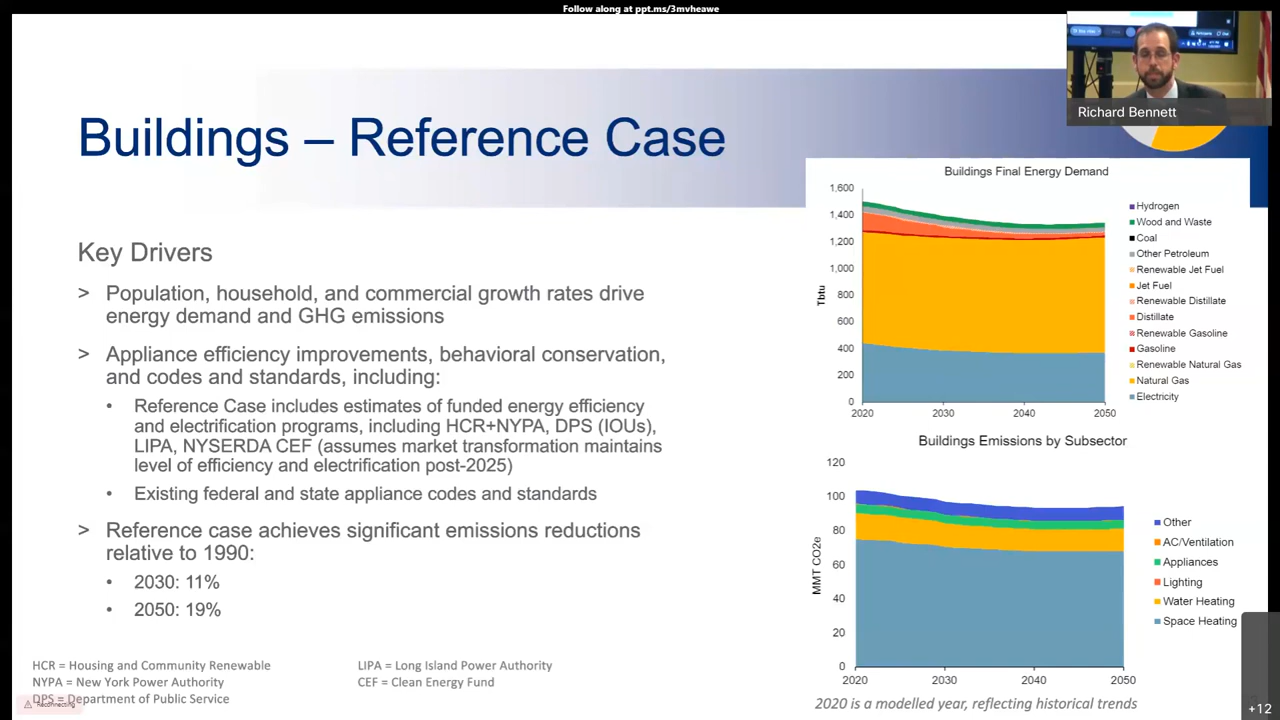 Follow along at ppt.ms/3mvheawe
Richard Bennett
Buildings – Reference Case
Key Drivers
> Population, household, and commercial growth rates drive
energy demand and GHG emissions
> Appliance efficiency improvements, behavioral conservation,
and codes and standards, including:
• Reference Case includes estimates of funded energy efficiency
and electrification programs, including HCR+NYPA, DPS (IOUs),
LIPA, NYSERDA CEF (assumes market transformation maintains
level of efficiency and electrification post-2025)
• Existing federal and state appliance codes and standards
> Reference case achieves significant emissions reductions
relative to 1990:
• 2030: 11%
• 2050: 19%
HCR = Housing and Community Renewable
NYPA = New York Power Authority
DPS = Department of Public Service
LIPA = Long Island Power Authority
CEF = Clean Energy Fund
Reconnecting
Buildings Final Energy Demand
Tbtu
1,600
1,400
1,200
1,000
800
600
400
200
0
2020 2030 2040 2050
Hydrogen
Wood and Waste
Coal
Other Petroleum
Renewable Jet Fuel
Jet Fuel
Renewable Distillate
Distillate
Renewable Gasoline
Gasoline
Renewable Natural Gas
Natural Gas
Electricity
Buildings Emissions by Subsector
MMT CO2e
120
100
80
60
40
20
0
2020 2030 2040 2050
Other
AC/Ventilation
Appliances
Lighting
Water Heating
Space Heating
2020 is a modelled year, reflecting historical trends
+12